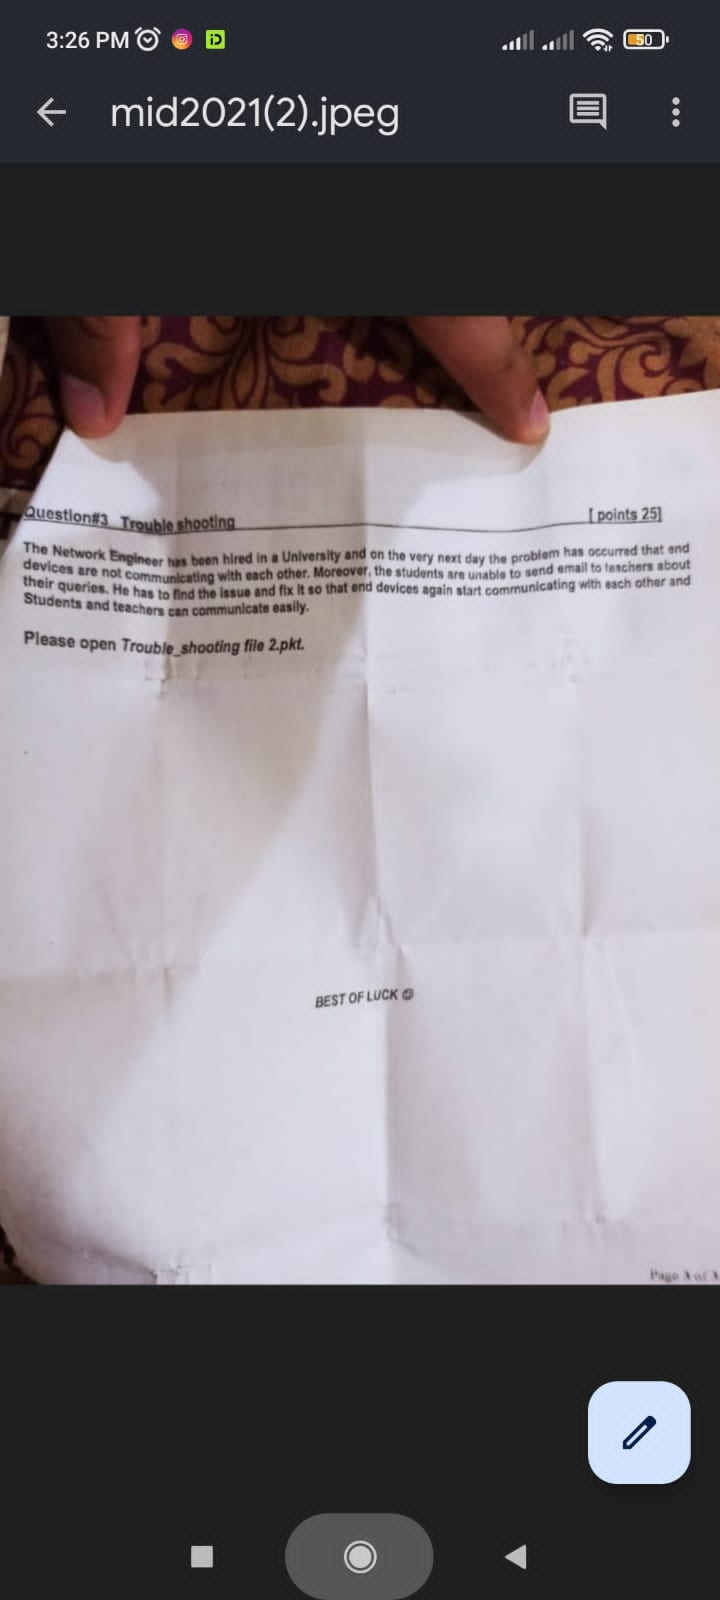 3:26 PM
50
mid2021(2).jpeg
Question#3 Trouble shooting [ points 25]
The Network Engineer has been hired in a University and on the very next day the problem has occurred that end
devices are not communicating with each other. Moreover, the students are unable to send email to teachers about
their queries. He has to find the issue and fix it so that end devices again start communicating with each other and
Students and teachers can communicate easily.
Please open Trouble_shooting file 2.pkt.
BEST OF LUCK ☺
Page 3 of 3